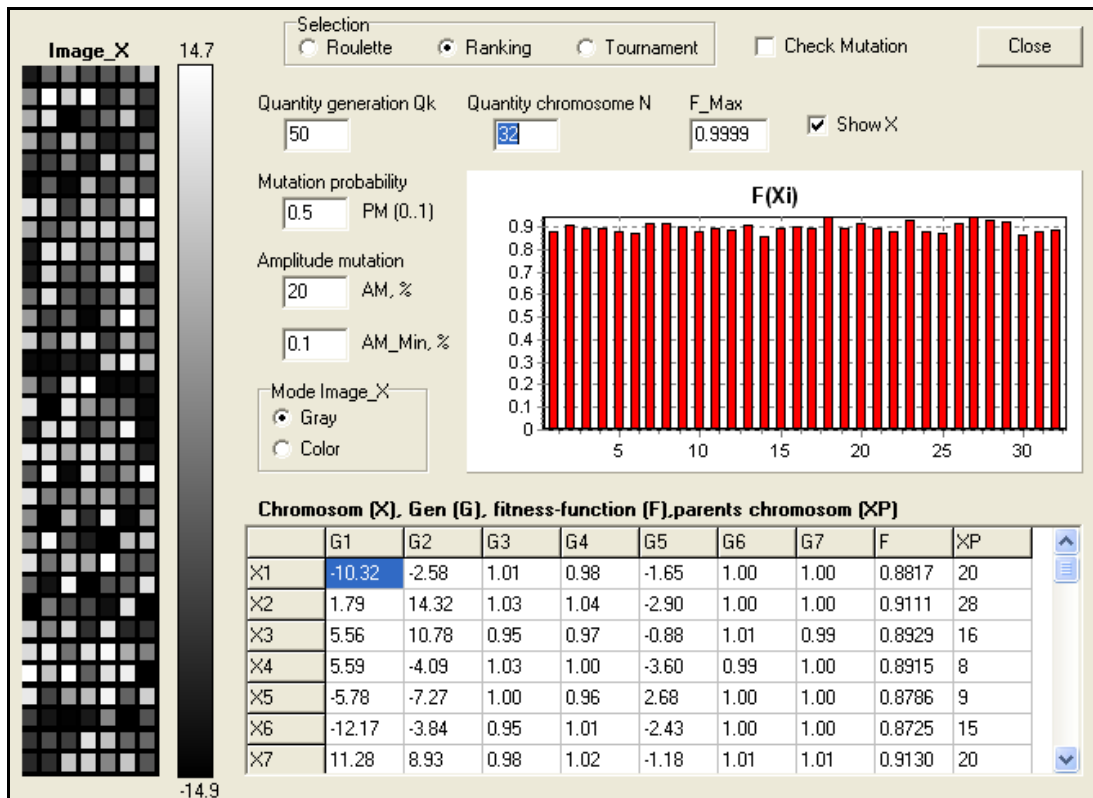 Image_X
14.7
-14.9
Selection
Roulette Ranking Tournament
Check Mutation
Close
Quantity generation Qk Quantity chromosome N F_Max
50 32 0.9999 Show X
Mutation probability
0.5 PM (0..1)
Amplitude mutation
20 AM, %
0.1 AM_Min, %
Mode Image_X
Gray
Color
F(Xi)
0.9
0.8
0.7
0.6
0.5
0.4
0.3
0.2
0.1
0
5 10 15 20 25 30
Chromosom (X), Gen (G), fitness-function (F),parents chromosom (XP)
G1 G2 G3 G4 G5 G6 G7 F XP
X1 -10.32 -2.58 1.01 0.98 -1.65 1.00 1.00 0.8817 20
X2 1.79 14.32 1.03 1.04 -2.90 1.00 1.00 0.9111 28
X3 5.56 10.78 0.95 0.97 -0.88 1.01 0.99 0.8929 16
X4 5.59 -4.09 1.03 1.00 -3.60 0.99 1.00 0.8915 8
X5 -5.78 -7.27 1.00 0.96 2.68 1.00 1.00 0.8786 9
X6 -12.17 -3.84 0.95 1.01 -2.43 1.00 1.00 0.8725 15
X7 11.28 8.93 0.98 1.02 -1.18 1.01 1.01 0.9130 20